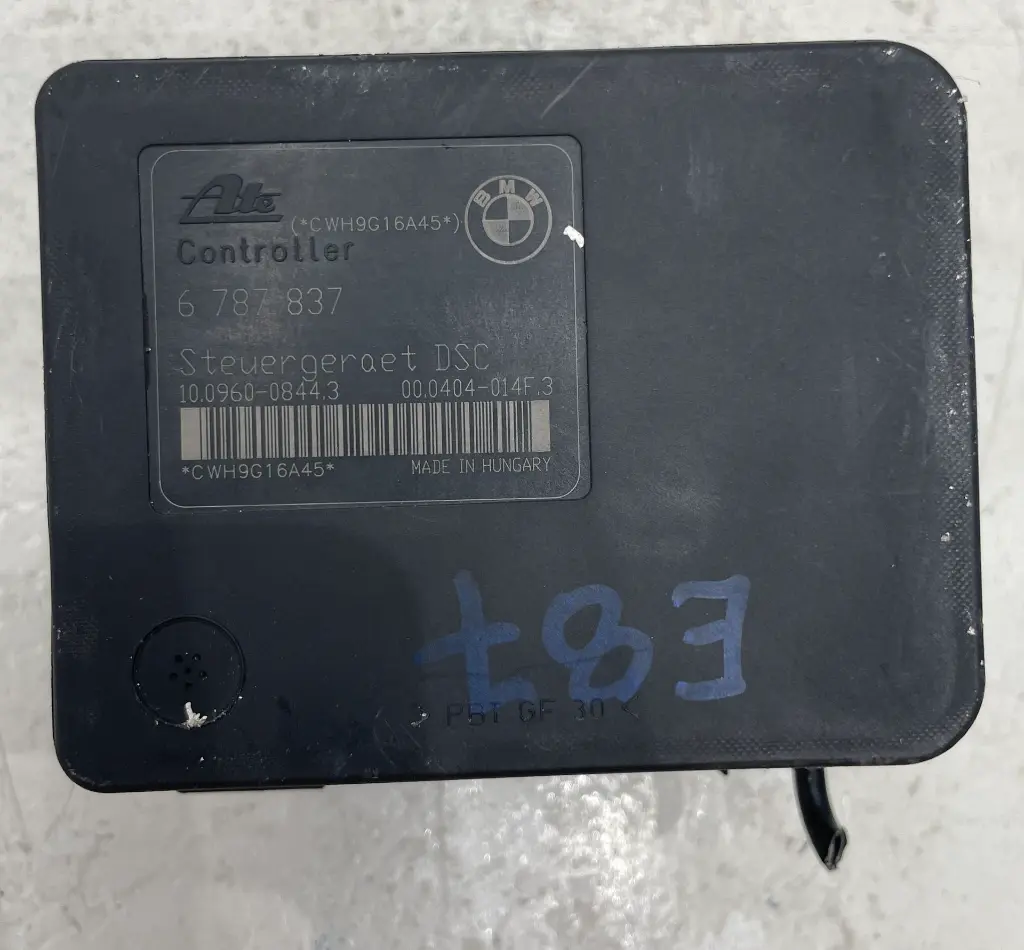 Ate (*CWH9G16A45*) BMW
Controller
6 787 837
Steuergeraet DSC
10.0960-0844.3 00.0404-014F.3
*CWH9G16A45* MADE IN HUNGARY
E87
> PBT GF 30 <